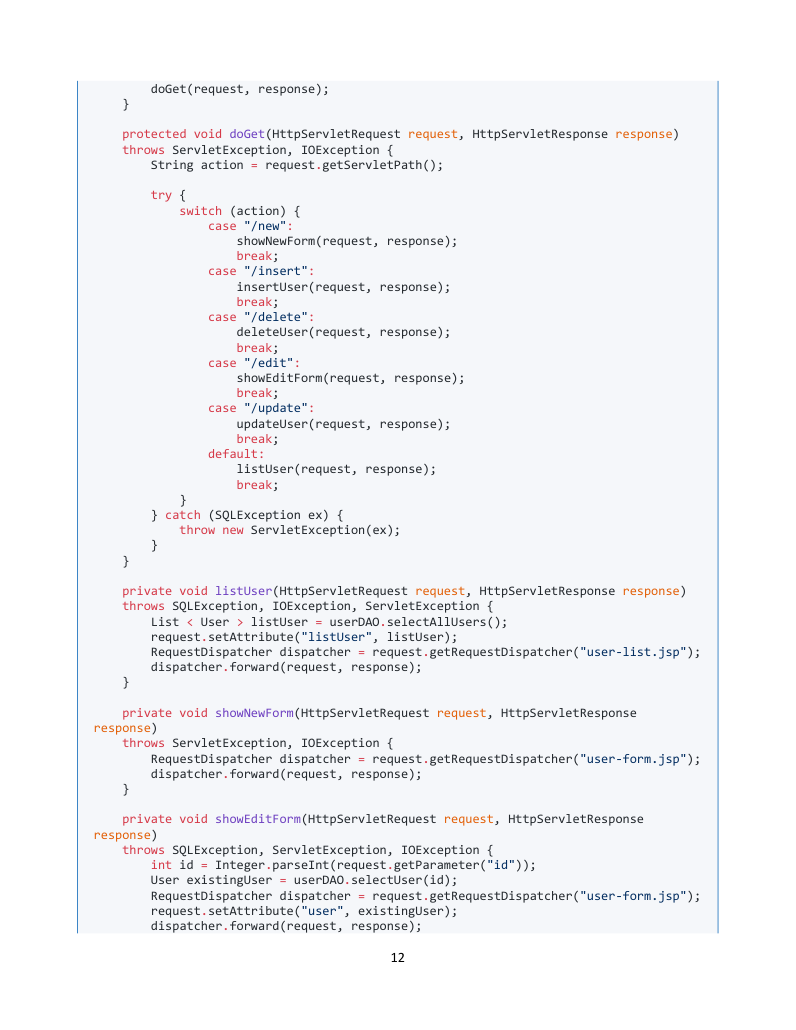 doGet(request, response);
    }

    protected void doGet(HttpServletRequest request, HttpServletResponse response)
    throws ServletException, IOException {
        String action = request.getServletPath();

        try {
            switch (action) {
                case "/new":
                    showNewForm(request, response);
                    break;
                case "/insert":
                    insertUser(request, response);
                    break;
                case "/delete":
                    deleteUser(request, response);
                    break;
                case "/edit":
                    showEditForm(request, response);
                    break;
                case "/update":
                    updateUser(request, response);
                    break;
                default:
                    listUser(request, response);
                    break;
            }
        } catch (SQLException ex) {
            throw new ServletException(ex);
        }
    }

    private void listUser(HttpServletRequest request, HttpServletResponse response)
    throws SQLException, IOException, ServletException {
        List < User > listUser = userDAO.selectAllUsers();
        request.setAttribute("listUser", listUser);
        RequestDispatcher dispatcher = request.getRequestDispatcher("user-list.jsp");
        dispatcher.forward(request, response);
    }

    private void showNewForm(HttpServletRequest request, HttpServletResponse
response)
    throws ServletException, IOException {
        RequestDispatcher dispatcher = request.getRequestDispatcher("user-form.jsp");
        dispatcher.forward(request, response);
    }

    private void showEditForm(HttpServletRequest request, HttpServletResponse
response)
    throws SQLException, ServletException, IOException {
        int id = Integer.parseInt(request.getParameter("id"));
        User existingUser = userDAO.selectUser(id);
        RequestDispatcher dispatcher = request.getRequestDispatcher("user-form.jsp");
        request.setAttribute("user", existingUser);
        dispatcher.forward(request, response);
12